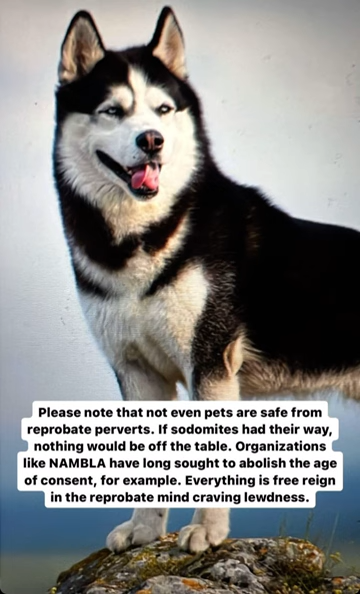 Please note that not even pets are safe from
reprobate perverts. If sodomites had their way,
nothing would be off the table. Organizations
like NAMBLA have long sought to abolish the age
of consent, for example. Everything is free reign
in the reprobate mind craving lewdness.